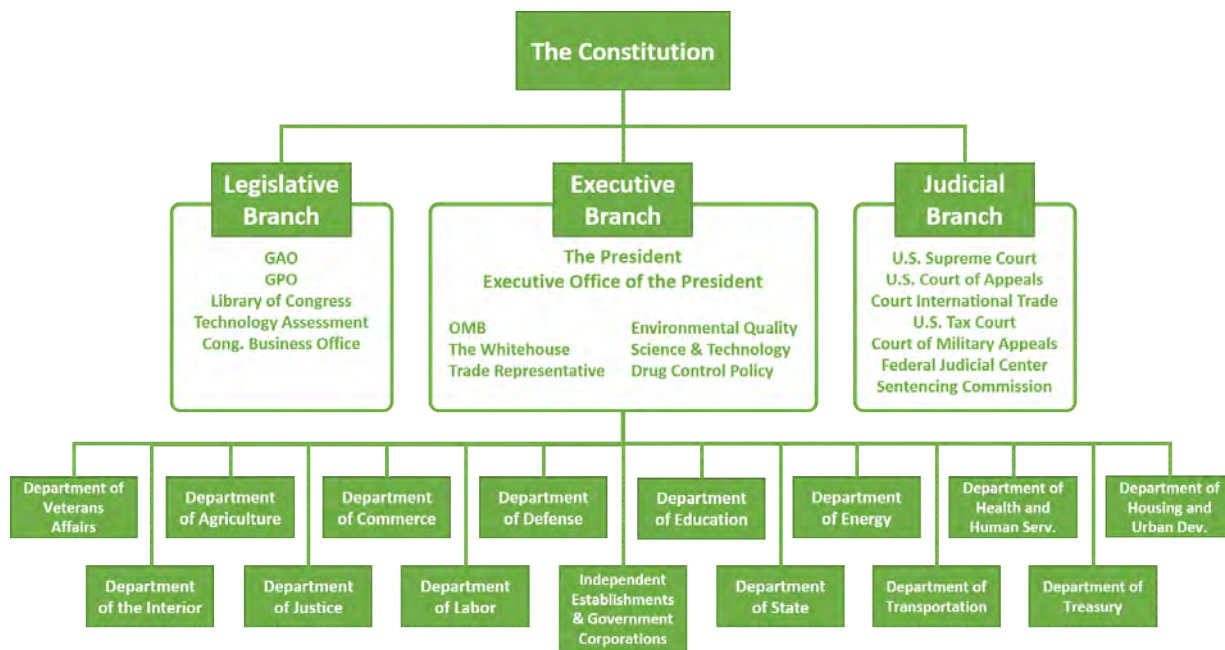 The Constitution
Legislative
Branch
GAO
GPO
Library of Congress
Technology Assessment
Cong. Business Office
Executive
Branch
The President
Executive Office of the President
OMB
The Whitehouse
Trade Representative
Environmental Quality
Science & Technology
Drug Control Policy
Judicial
Branch
U.S. Supreme Court
U.S. Court of Appeals
Court International Trade
U.S. Tax Court
Court of Military Appeals
Federal Judicial Center
Sentencing Commission
Department of
Veterans
Affairs
Department
of Agriculture
Department
of Commerce
Department
of Defense
Department
of Education
Department
of Energy
Department of
Health and
Human Serv.
Department of
Housing and
Urban Dev.
Department
of the Interior
Department
of Justice
Department
of Labor
Independent
Establishments
& Government
Corporations
Department
of State
Department of
Transportation
Department of
Treasury